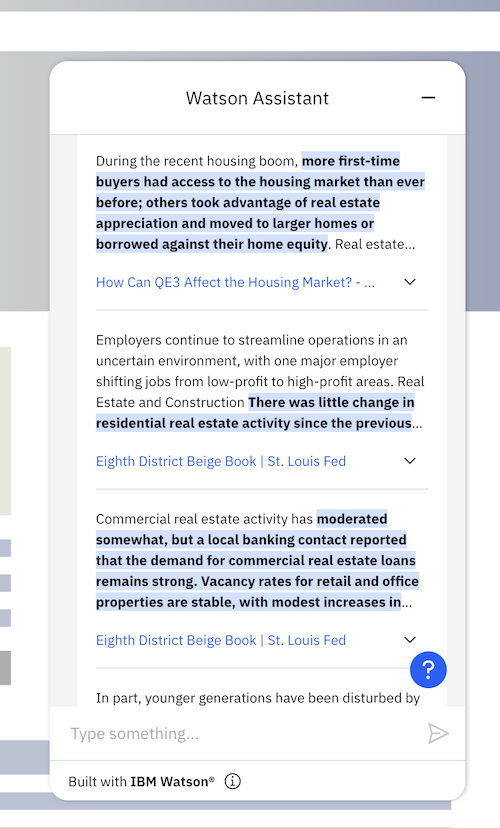 Watson Assistant
During the recent housing boom, more first-time
buyers had access to the housing market than ever
before; others took advantage of real estate
appreciation and moved to larger homes or
borrowed against their home equity. Real estate...
How Can QE3 Affect the Housing Market? - ...
Employers continue to streamline operations in an
uncertain environment, with one major employer
shifting jobs from low-profit to high-profit areas. Real
Estate and Construction There was little change in
residential real estate activity since the previous...
Eighth District Beige Book | St. Louis Fed
Commercial real estate activity has moderated
somewhat, but a local banking contact reported
that the demand for commercial real estate loans
remains strong. Vacancy rates for retail and office
properties are stable, with modest increases in...
Eighth District Beige Book | St. Louis Fed
?
In part, younger generations have been disturbed by
Type something...
Built with IBM Watson®